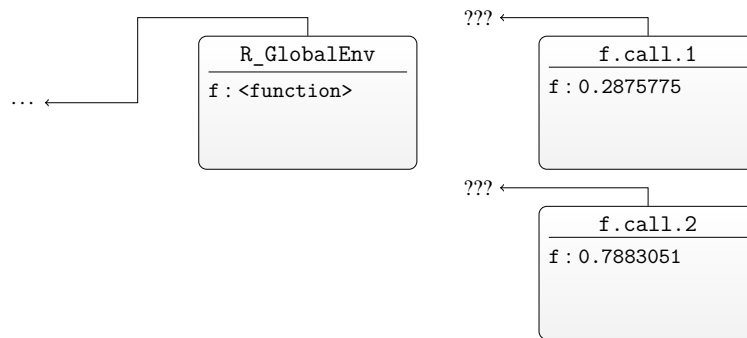 ???
R_GlobalEnv
f.call.1
f : <function>
f : 0.2875775
...
???
f.call.2
f : 0.7883051